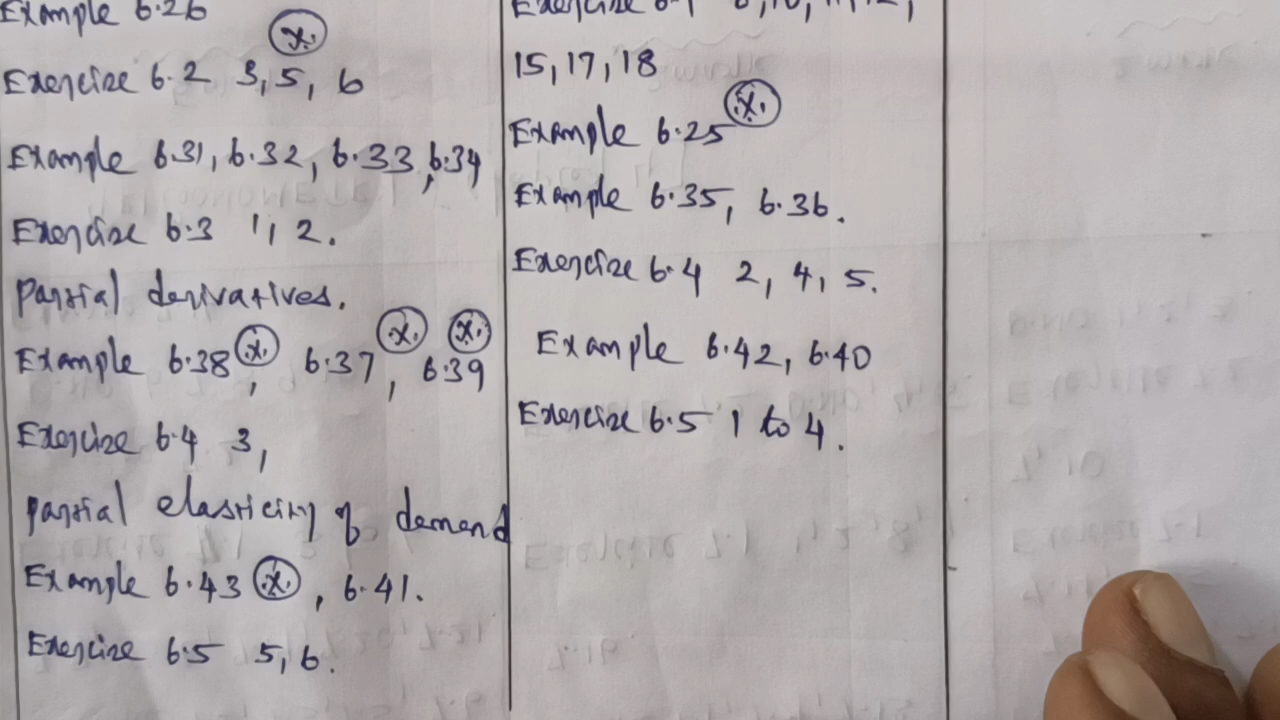 Example 6.26
Exercise 6.2 3, 5, 6
Example 6.31, 6.32, 6.33, 6.34
Exercise 6.3 1, 2.
Partial derivatives.
Example 6.38 x, 6.37 x, 6.39 x
Exercise 6.4 3,
Partial elasticity of demand
Example 6.43 x, 6.41.
Exercise 6.5 5, 6.
Exercise 6.1
15, 17, 18
Example 6.25 x
Example 6.35, 6.36.
Exercise 6.4 2, 4, 5.
Example 6.42, 6.40
Exercise 6.5 1 to 4.